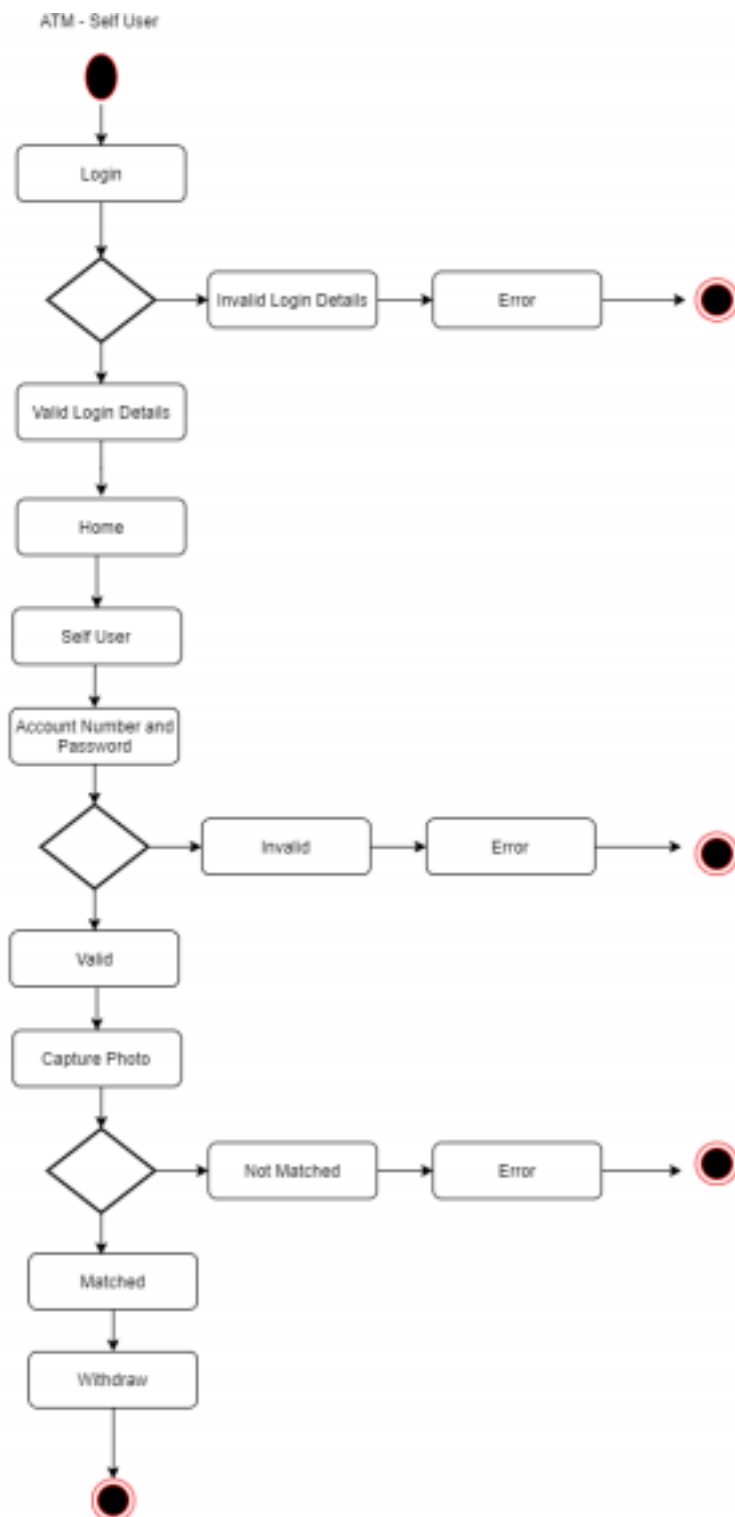 ATM - Self User
Login
Invalid Login Details
Error
Valid Login Details
Home
Self User
Account Number and
Password
Invalid
Error
Valid
Capture Photo
Not Matched
Error
Matched
Withdraw